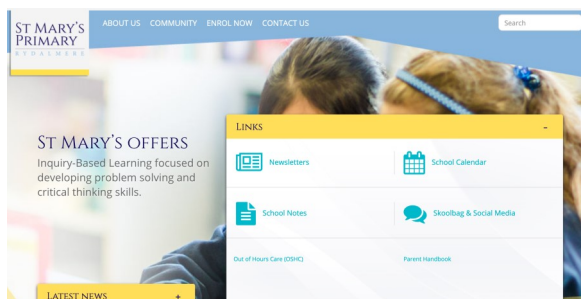 ST MARY'S
PRIMARY
RYDALMERE
ABOUT US COMMUNITY ENROL NOW CONTACT US
Search
ST MARY'S OFFERS
Inquiry-Based Learning focused on
developing problem solving and
critical thinking skills.
LINKS -
Newsletters
School Calendar
School Notes
Skoolbag & Social Media
Out of Hours Care (OSHC)
Parent Handbook
LATEST NEWS +